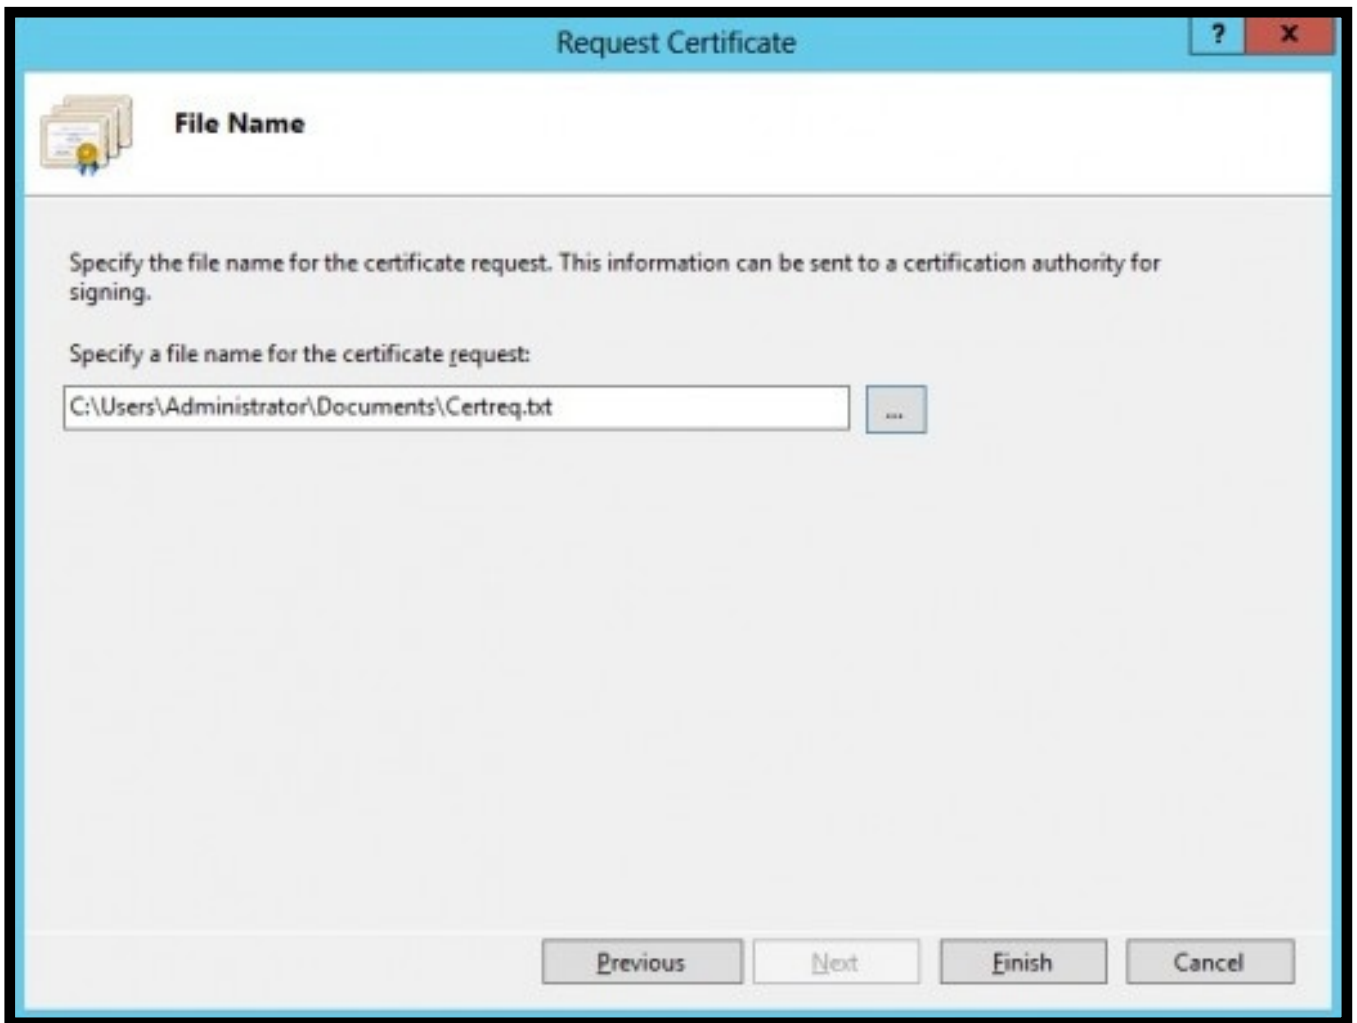 Request Certificate
?
x
File Name
Specify the file name for the certificate request. This information can be sent to a certification authority for
signing.
Specify a file name for the certificate request:
C:\Users\Administrator\Documents\Certreq.txt
...
Previous
Next
Finish
Cancel